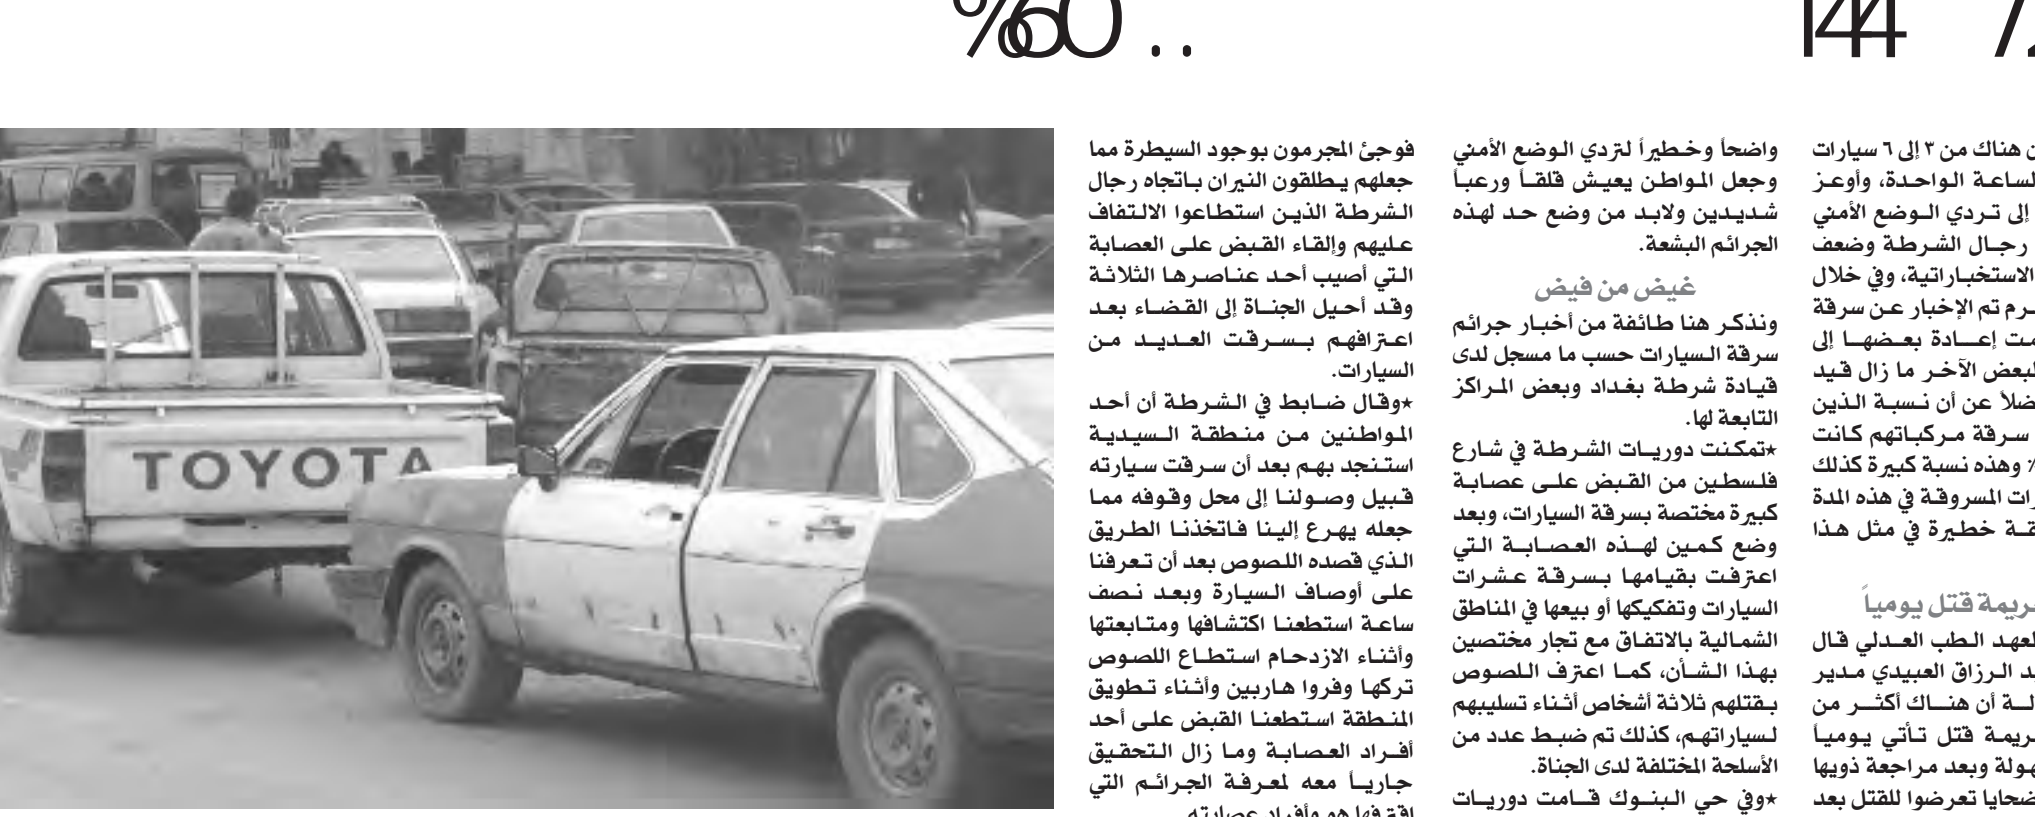 144 7
%60 ..
هناك من ٣ إلى ٦ سيارات
الساعة الواحدة، وأوعز
إلى تردي الوضع الأمني
رجال الشرطة وضعف
الاستخباراتية، وفي خلال
تم الإخبار عن سرقة
إعادة بعضها إلى
الآخر ما زال قيد
عن أن نسبة الذين
سرقة مركباتهم كانت
٪ وهذه نسبة كبيرة كذلك
المسروقة في هذه المدة
خطيرة في مثل هذا
جريمة قتل يومياً
الطب العدلي قال
الرزاق العبيدي مدير
أن هناك أكثر من
جريمة قتل تأتي يومياً
وبعد مراجعة ذويها
تعرضوا للقتل بعد
واضحاً وخطيراً لتردي الوضع الأمني
وجعل المواطن يعيش قلقاً ورعباً
شديدين ولابد من وضع حد لهذه
الجرائم البشعة.
غيض من فيض
ونذكر هنا طائفة من أخبار جرائم
سرقة السيارات حسب ما مسجل لدى
قيادة شرطة بغداد وبعض المراكز
التابعة لها.
*تمكنت دوريات الشرطة في شارع
فلسطين من القبض على عصابة
كبيرة مختصة بسرقة السيارات، وبعد
وضع كمين لهذه العصابة التي
اعترفت بقيامها بسرقة عشرات
السيارات وتفكيكها أو بيعها في المناطق
الشمالية بالاتفاق مع تجار مختصين
بهذا الشأن، كما اعترف اللصوص
بقتلهم ثلاثة أشخاص أثناء تسليبهم
لسياراتهم، كذلك تم ضبط عدد من
الأسلحة المختلفة لدى الجناة.
*وفي حي البنوك قامت دوريات
فوجئ المجرمون بوجود السيطرة مما
جعلهم يطلقون النيران باتجاه رجال
الشرطة الذين استطاعوا الالتفاف
عليهم وإلقاء القبض على العصابة
التي أصيب أحد عناصرها الثلاثة
وقد أحيل الجناة إلى القضاء بعد
اعترافهم بسرقت العديد من
السيارات.
*وقال ضابط في الشرطة أن أحد
المواطنين من منطقة السيدية
استنجد بهم بعد أن سرقت سيارته
قبيل وصولنا إلى محل وقوفه مما
جعله يهرع إلينا فاتخذنا الطريق
الذي قصده اللصوص بعد أن تعرفنا
على أوصاف السيارة وبعد نصف
ساعة استطعنا اكتشافها ومتابعتها
وأثناء الازدحام استطاع اللصوص
تركها وفروا هاربين وأثناء تطويق
المنطقة استطعنا القبض على أحد
أفراد العصابة وما زال التحقيق
جارياً معه لمعرفة الجرائم التي
اقترفها هو وأفراد عصابته
TOYOTA